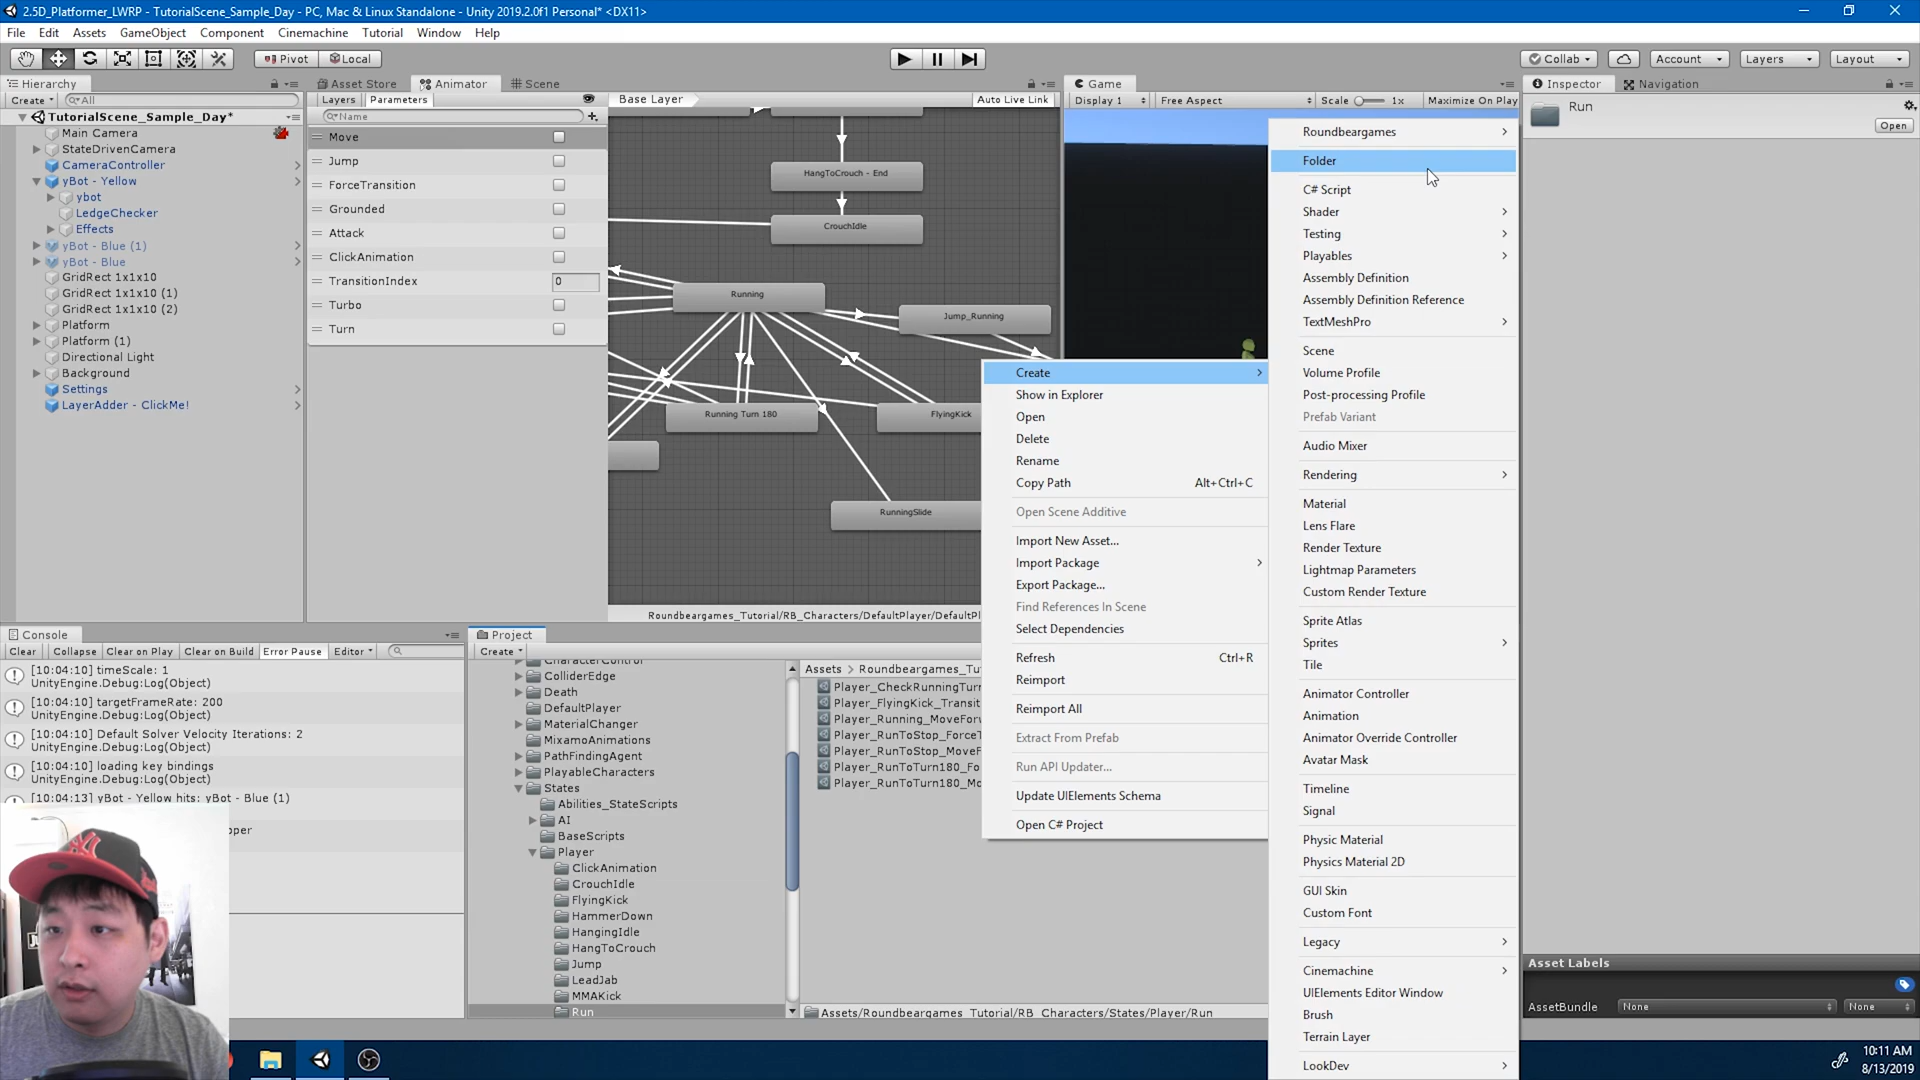 2.5D_Platformer_LWRP - TutorialScene_Sample_Day - PC, Mac & Linux Standalone - Unity 2019.2.0f1 Personal* <DX11>
File Edit Assets GameObject Component Cinemachine Tutorial Window Help
Pivot Local Collab Account Layers Layout
Hierarchy Asset Store Animator Scene Game Inspector Navigation
Create All Layers Parameters Base Layer Auto Live Link Display 1 Free Aspect Scale 1x Maximize On Play
TutorialScene_Sample_Day*
Main Camera
StateDrivenCamera
CameraController
yBot - Yellow
ybot
LedgeChecker
Effects
yBot - Blue (1)
yBot - Blue
GridRect 1x1x10
GridRect 1x1x10 (1)
GridRect 1x1x10 (2)
Platform
Platform (1)
Directional Light
Background
Settings
LayerAdder - ClickMe!
Name
Move
Jump
ForceTransition
Grounded
Attack
ClickAnimation
TransitionIndex 0
Turbo
Turn
HangToCrouch - End
CrouchIdle
Running
Jump_Running
Running Turn 180
FlyingKick
RunningSlide
Roundbeargames_Tutorial/RB_Characters/DefaultPlayer/DefaultPl
Create
Show in Explorer
Open
Delete
Rename
Copy Path Alt+Ctrl+C
Open Scene Additive
Import New Asset...
Import Package
Export Package...
Find References In Scene
Select Dependencies
Refresh Ctrl+R
Reimport
Reimport All
Extract From Prefab
Run API Updater...
Update UIElements Schema
Open C# Project
Roundbeargames
Folder
C# Script
Shader
Testing
Playables
Assembly Definition
Assembly Definition Reference
TextMeshPro
Scene
Volume Profile
Post-processing Profile
Prefab Variant
Audio Mixer
Rendering
Material
Lens Flare
Render Texture
Lightmap Parameters
Custom Render Texture
Sprite Atlas
Sprites
Tile
Animator Controller
Animation
Animator Override Controller
Avatar Mask
Timeline
Signal
Physic Material
Physics Material 2D
GUI Skin
Custom Font
Legacy
Cinemachine
UIElements Editor Window
Brush
Terrain Layer
LookDev
Run
Open
Console
Clear Collapse Clear on Play Clear on Build Error Pause Editor
[10:04:10] timeScale: 1
UnityEngine.Debug:Log(Object)
[10:04:10] targetFrameRate: 200
UnityEngine.Debug:Log(Object)
[10:04:10] Default Solver Velocity Iterations: 2
UnityEngine.Debug:Log(Object)
[10:04:10] loading key bindings
UnityEngine.Debug:Log(Object)
[10:04:13] yBot - Yellow hits: yBot - Blue (1)
pper
Project
Create
CharacterControl
ColliderEdge
Death
DefaultPlayer
MaterialChanger
MixamoAnimations
PathFindingAgent
PlayableCharacters
States
Abilities_StateScripts
AI
BaseScripts
Player
ClickAnimation
CrouchIdle
FlyingKick
HammerDown
HangingIdle
HangToCrouch
Jump
LeadJab
MMAKick
Run
Assets > Roundbeargames_Tu
Player_CheckRunningTurn
Player_FlyingKick_Transit
Player_Running_MoveForw
Player_RunToStop_ForceT
Player_RunToStop_MoveF
Player_RunToTurn180_Fo
Player_RunToTurn180_Mo
Assets/Roundbeargames_Tutorial/RB_Characters/States/Player/Run
Asset Labels
AssetBundle None None
10:11 AM
8/13/2019